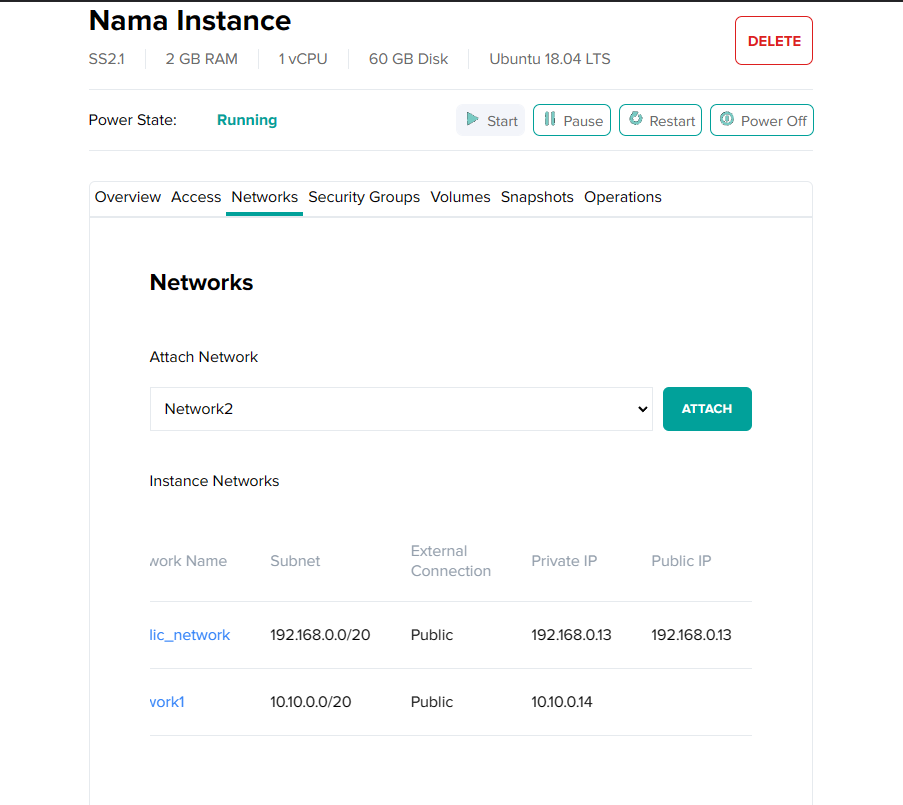 Nama Instance
DELETE
SS2.1 2 GB RAM 1 vCPU 60 GB Disk Ubuntu 18.04 LTS
Power State: Running Start Pause Restart Power Off
Overview Access Networks Security Groups Volumes Snapshots Operations
Networks
Attach Network
Network2 ATTACH
Instance Networks
work Name Subnet External Connection Private IP Public IP
lic_network 192.168.0.0/20 Public 192.168.0.13 192.168.0.13
work1 10.10.0.0/20 Public 10.10.0.14